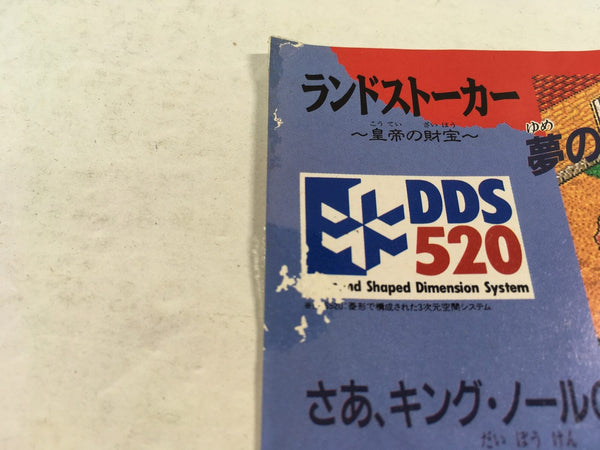 ランドストーカー
こうてい ざいほう
〜皇帝の財宝〜
ゆめ
夢の
DDS
520
nd Shaped Dimension System
に菱形で構成された3次元空間システム
さあ、キング・ノール
だいぼうけん